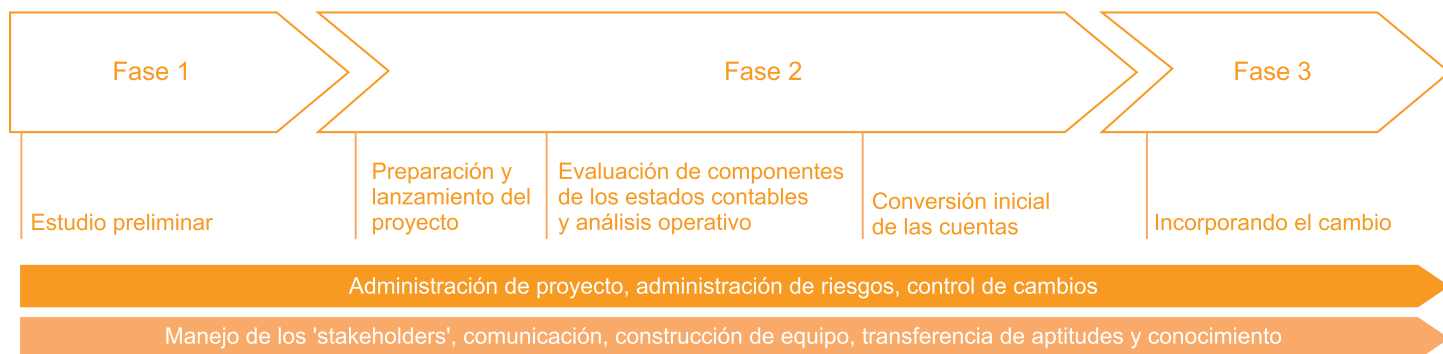 Fase 1
Fase 2
Fase 3
Estudio preliminar
Preparación y
lanzamiento del
proyecto
Evaluación de componentes
de los estados contables
y análisis operativo
Conversión inicial
de las cuentas
Incorporando el cambio
Administración de proyecto, administración de riesgos, control de cambios
Manejo de los 'stakeholders', comunicación, construcción de equipo, transferencia de aptitudes y conocimiento